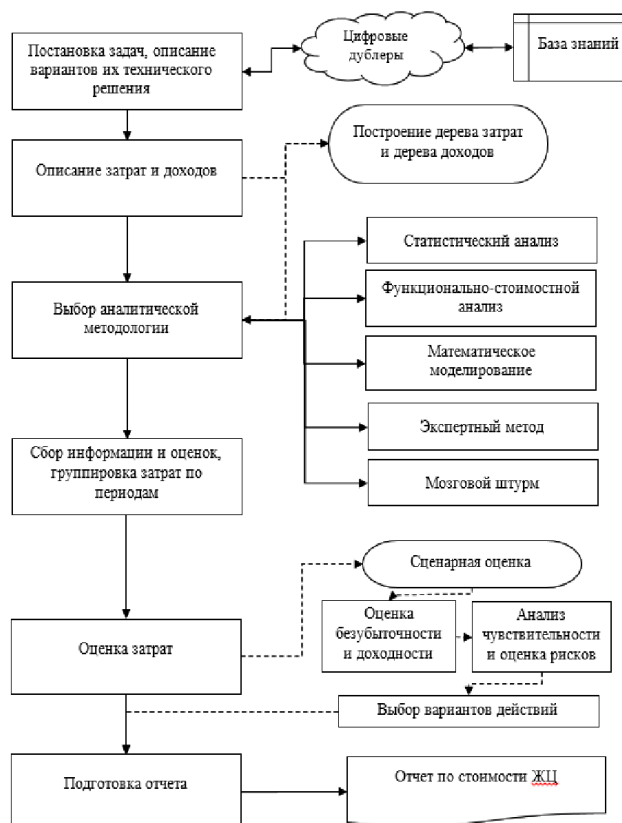 Постановка задач, описание
вариантов их технического
решения
Цифровые
дублеры
База знаний
Построение дерева затрат
и дерева доходов
Описание затрат и доходов
Статистический анализ
Функционально-стоимостной
анализ
Выбор аналитической
методологии
Математическое
моделирование
Экспертный метод
Мозговой штурм
Сбор информации и оценок,
группировка затрат по
периодам
Сценарная оценка
Оценка
безубыточности
и доходности
Анализ
чувствительности
и оценка рисков
Оценка затрат
Выбор вариантов действий
Подготовка отчета
Отчет по стоимости ЖЦ